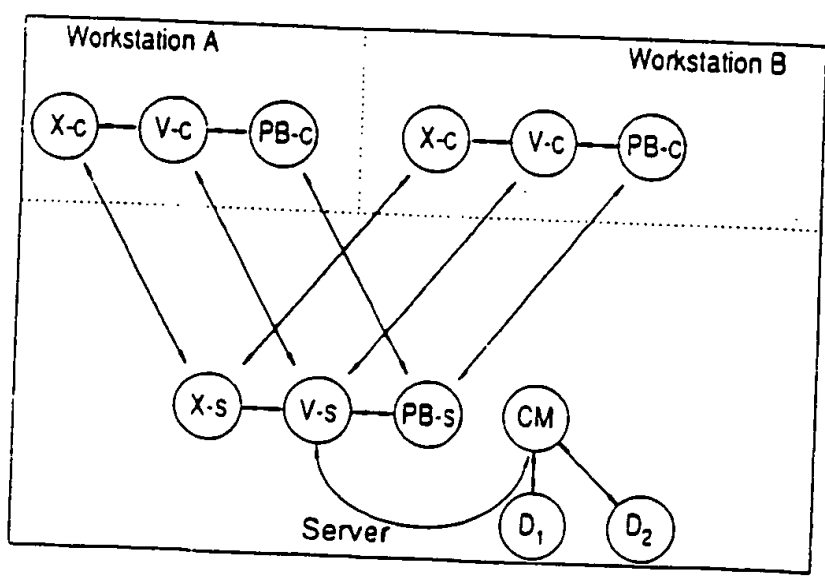 Workstation A
Workstation B
X-c V-c PB-c X-c V-c PB-c
X-s V-s PB-s CM
Server D1 D2